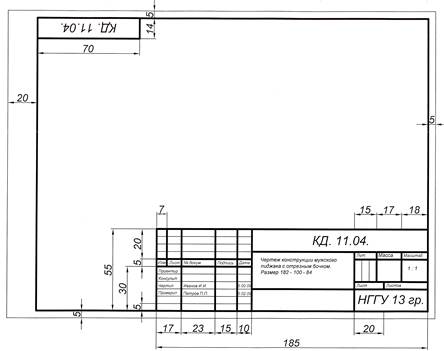 5
14
КД. 11.04.
70
20
5
7
15 17 18
20
КД. 11.04.
55
5
Изм Лист № докум. Подпись Дата
Чертеж конструкции мужского
пиджака с отрезным бочком.
Размер 182 - 100 - 84
Лит. Масса Масштаб
1 : 1
30
Консульт.
Чертил Иванов И.И.
Проверил Петров П.П.
Лист Листов
НГГУ 13 гр.
5
5
17 23 15 10
20
185